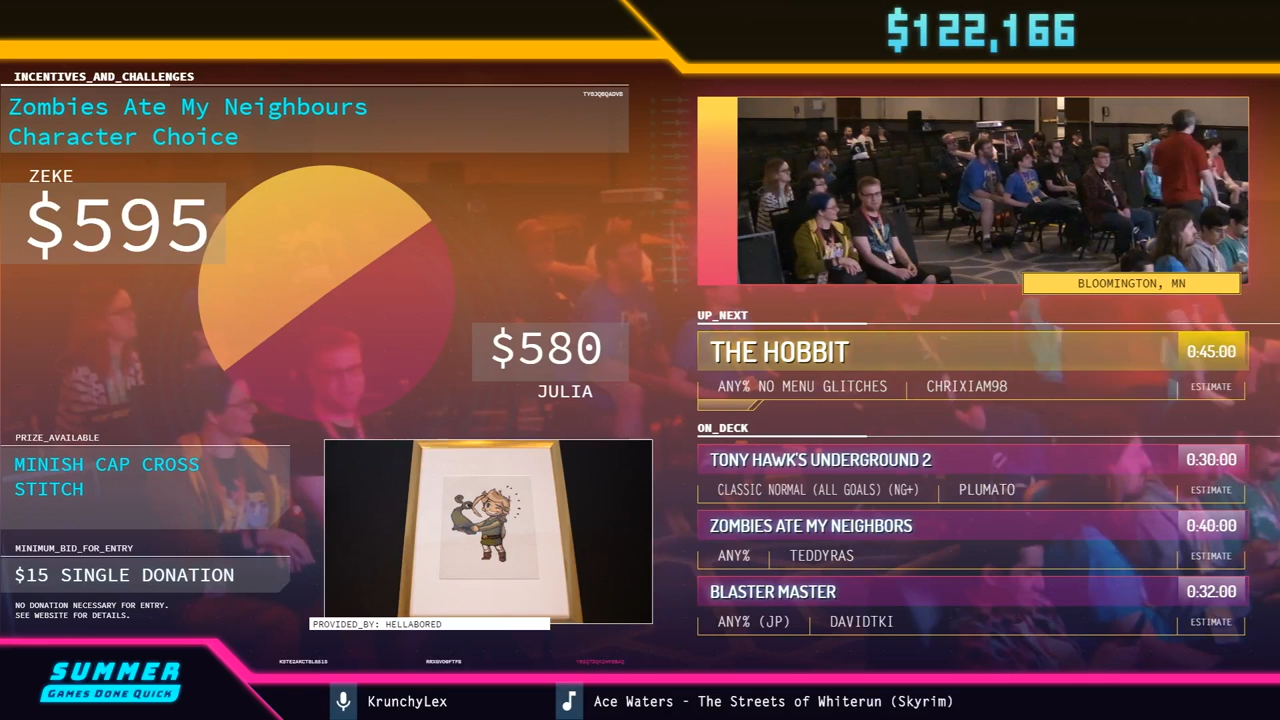 $122,166
INCENTIVES_AND_CHALLENGES
Zombies Ate My Neighbours
Character Choice
ZEKE
$595
$580
JULIA
PRIZE_AVAILABLE
MINISH CAP CROSS
STITCH
MINIMUM_BID_FOR_ENTRY
$15 SINGLE DONATION
NO DONATION NECESSARY FOR ENTRY.
SEE WEBSITE FOR DETAILS.
PROVIDED_BY: HELLABORED
BLOOMINGTON, MN
UP_NEXT
THE HOBBIT 0:45:00
ANY% NO MENU GLITCHES CHRIXIAM98 ESTIMATE
ON_DECK
TONY HAWK'S UNDERGROUND 2 0:30:00
CLASSIC NORMAL (ALL GOALS) (NG+) PLUMATO ESTIMATE
ZOMBIES ATE MY NEIGHBORS 0:40:00
ANY% TEDDYRAS ESTIMATE
BLASTER MASTER 0:32:00
ANY% (JP) DAVIDTKI ESTIMATE
SUMMER
GAMES DONE QUICK
KrunchyLex
Ace Waters - The Streets of Whiterun (Skyrim)